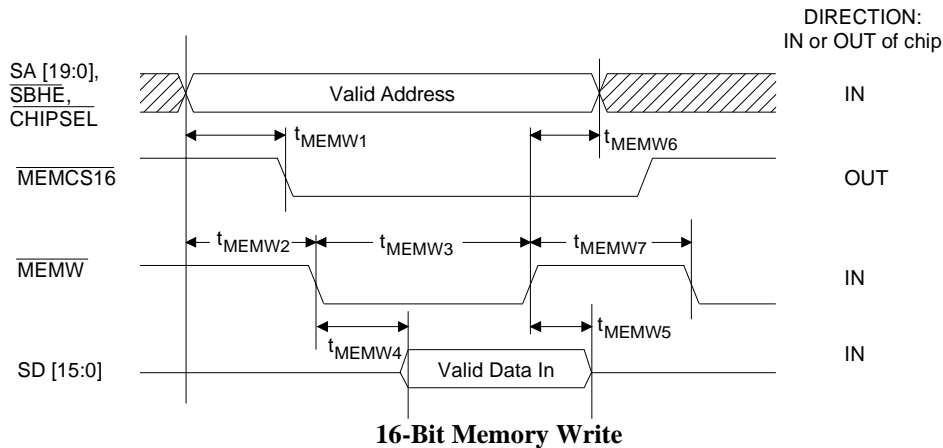 DIRECTION:
IN or OUT of chip
SA [19:0],
SBHE,
CHIPSEL
Valid Address
IN
tMEMW1
tMEMW6
MEMCS16
OUT
tMEMW2
tMEMW3
tMEMW7
MEMW
IN
tMEMW4
tMEMW5
SD [15:0]
Valid Data In
IN
16-Bit Memory Write